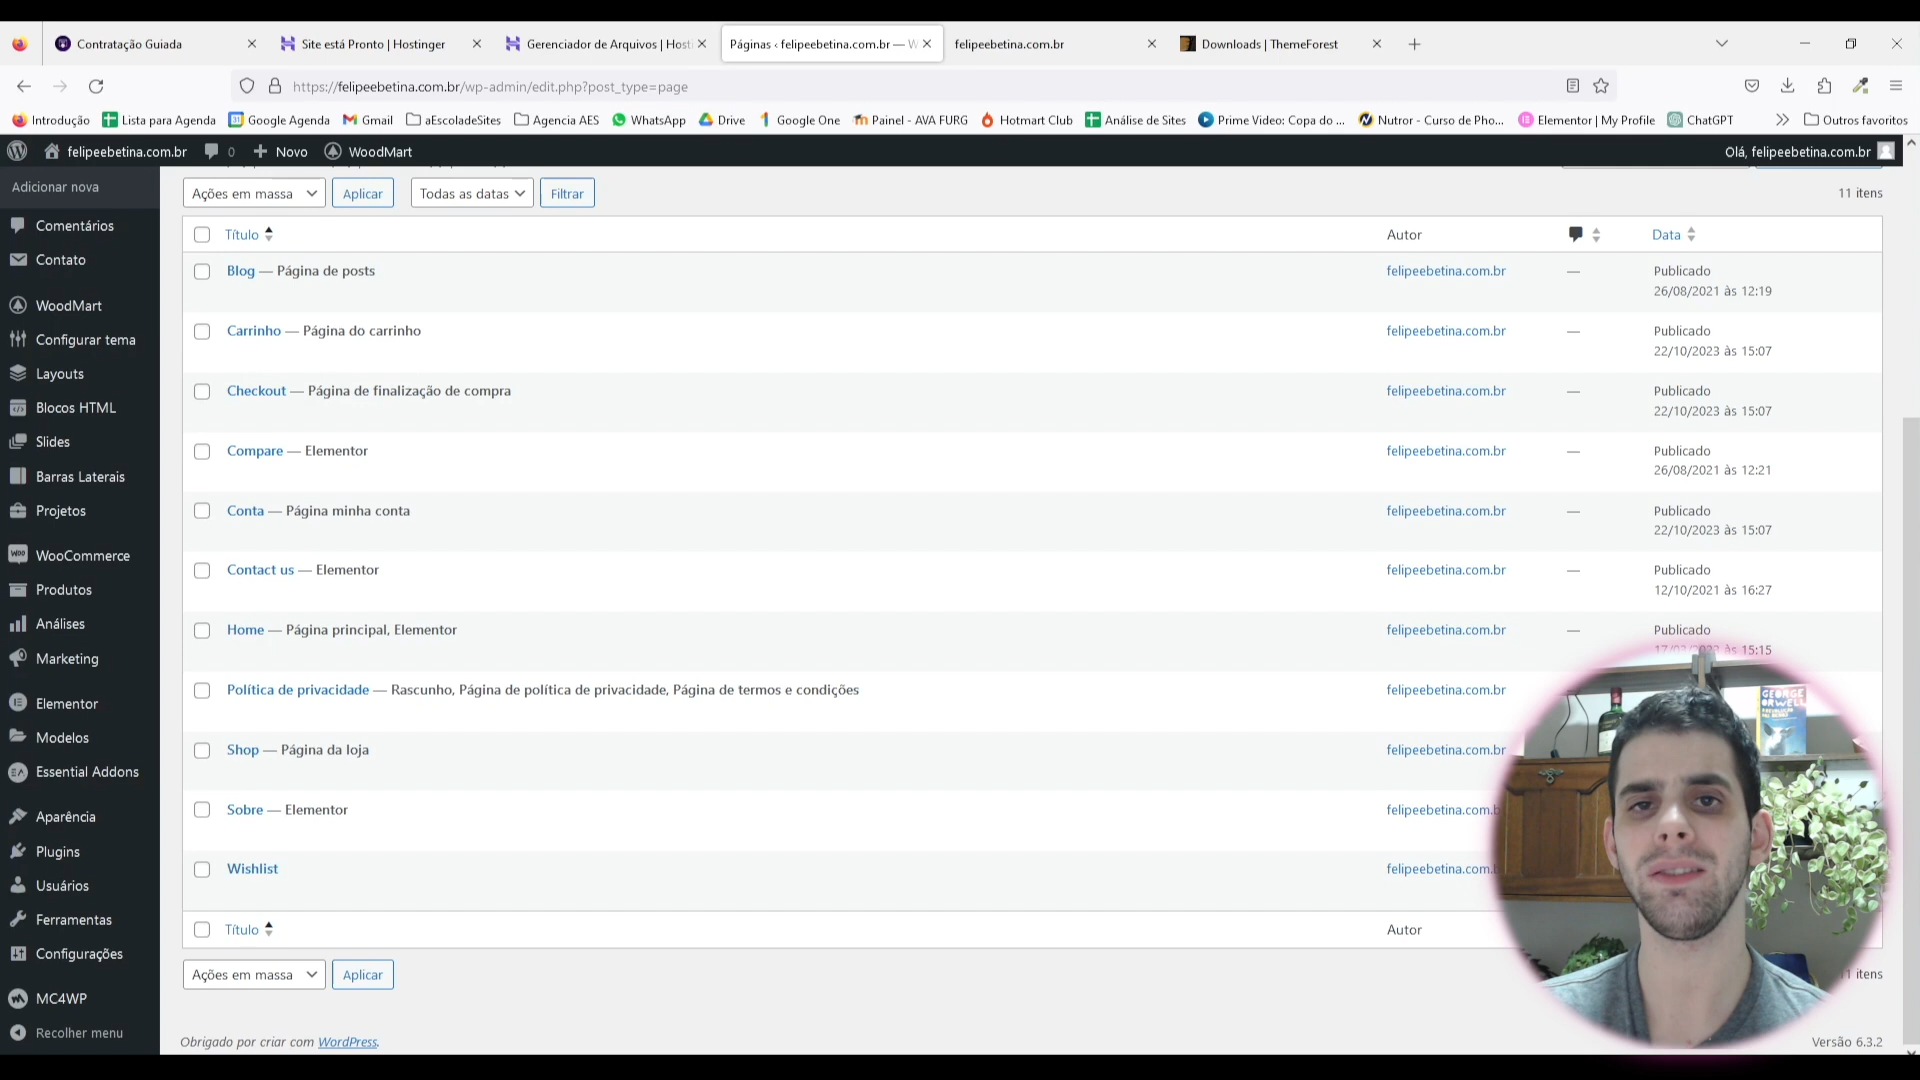 Contratação Guiada
Site está Pronto | Hostinger
Gerenciador de Arquivos | Host
Páginas ‹ felipeebetina.com.br — W
felipeebetina.com.br
Downloads | ThemeForest
https://felipeebetina.com.br/wp-admin/edit.php?post_type=page
Introdução
Lista para Agenda
Google Agenda
Gmail
aEscoladeSites
Agencia AES
WhatsApp
Drive
Google One
Painel - AVA FURG
Hotmart Club
Análise de Sites
Prime Video: Copa do ...
Nutror - Curso de Pho...
Elementor | My Profile
ChatGPT
Outros favoritos
felipeebetina.com.br
0
Novo
WoodMart
Olá, felipeebetina.com.br
Adicionar nova
Comentários
Contato
WoodMart
Configurar tema
Layouts
Blocos HTML
Slides
Barras Laterais
Projetos
WooCommerce
Produtos
Análises
Marketing
Elementor
Modelos
Essential Addons
Aparência
Plugins
Usuários
Ferramentas
Configurações
MC4WP
Recolher menu
Ações em massa
Aplicar
Todas as datas
Filtrar
11 itens
Título
Autor
Data
Blog — Página de posts
felipeebetina.com.br
—
Publicado
26/08/2021 às 12:19
Carrinho — Página do carrinho
felipeebetina.com.br
—
Publicado
22/10/2023 às 15:07
Checkout — Página de finalização de compra
felipeebetina.com.br
—
Publicado
22/10/2023 às 15:07
Compare — Elementor
felipeebetina.com.br
—
Publicado
26/08/2021 às 12:21
Conta — Página minha conta
felipeebetina.com.br
—
Publicado
22/10/2023 às 15:07
Contact us — Elementor
felipeebetina.com.br
—
Publicado
12/10/2021 às 16:27
Home — Página principal, Elementor
felipeebetina.com.br
—
Publicado
às 15:15
Política de privacidade — Rascunho, Página de política de privacidade, Página de termos e condições
felipeebetina.com.br
Shop — Página da loja
felipeebetina.com.br
Sobre — Elementor
felipeebetina.com.b
Wishlist
felipeebetina.com.b
Título
Autor
Ações em massa
Aplicar
itens
GEORGE
ORWELL
Obrigado por criar com WordPress.
Versão 6.3.2